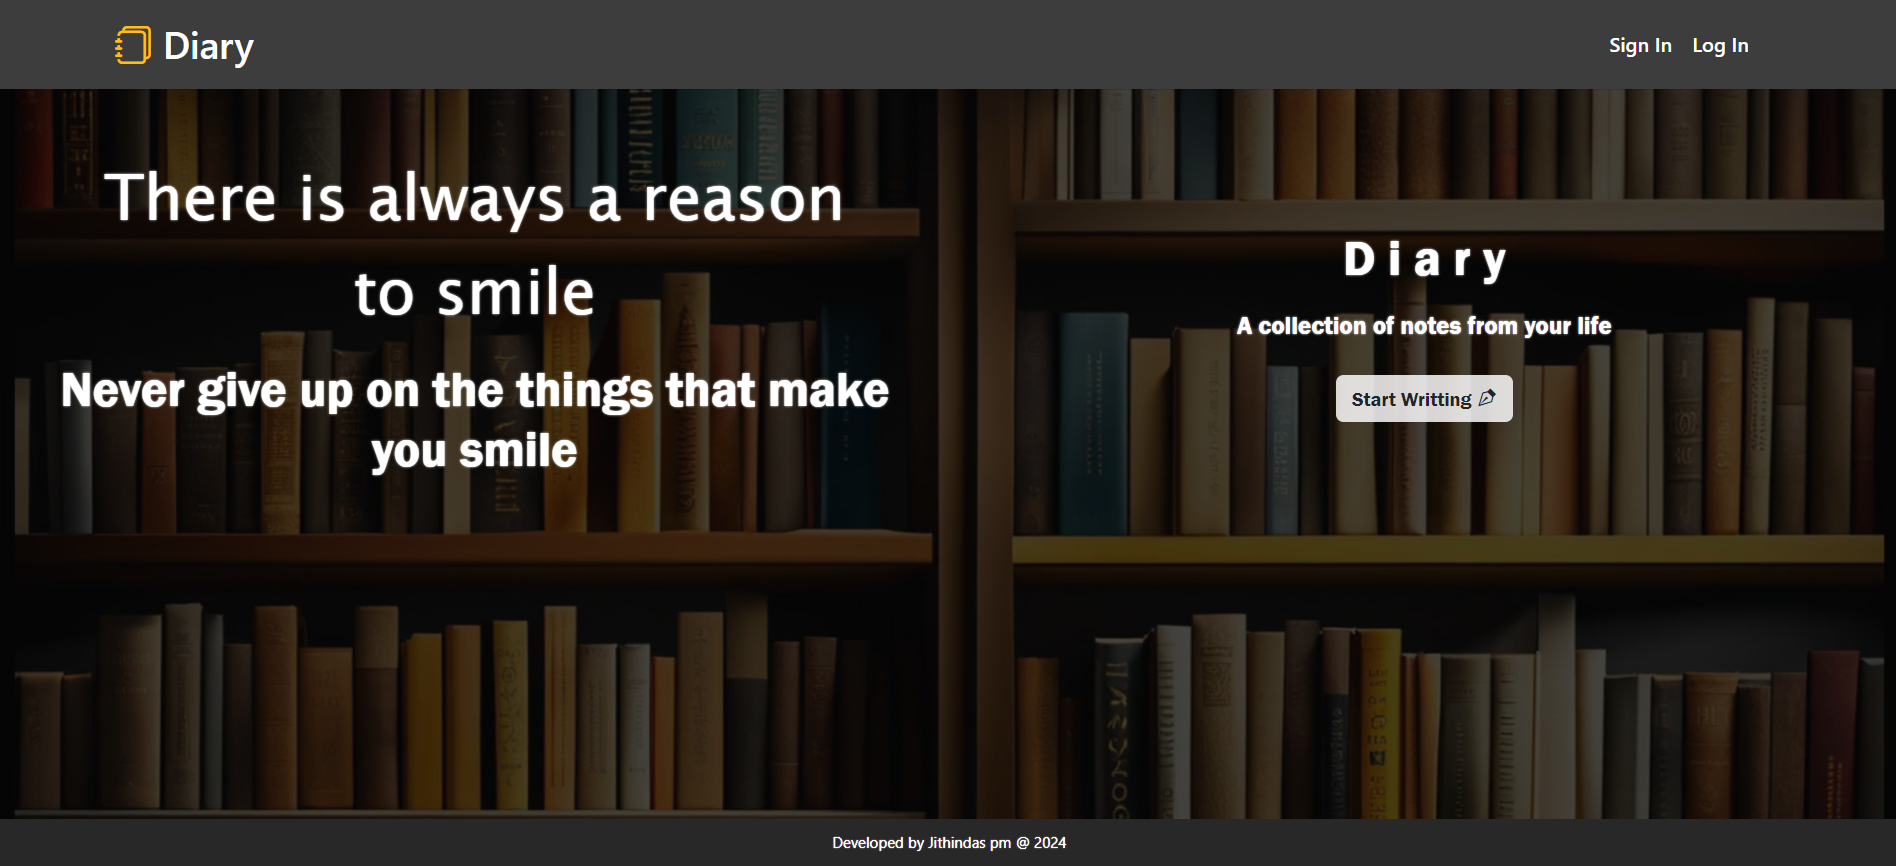 Diary
Sign In Log In
There is always a reason
to smile
Never give up on the things that make
you smile
Diary
A collection of notes from your life
Start Writting
Developed by Jithindas pm @ 2024